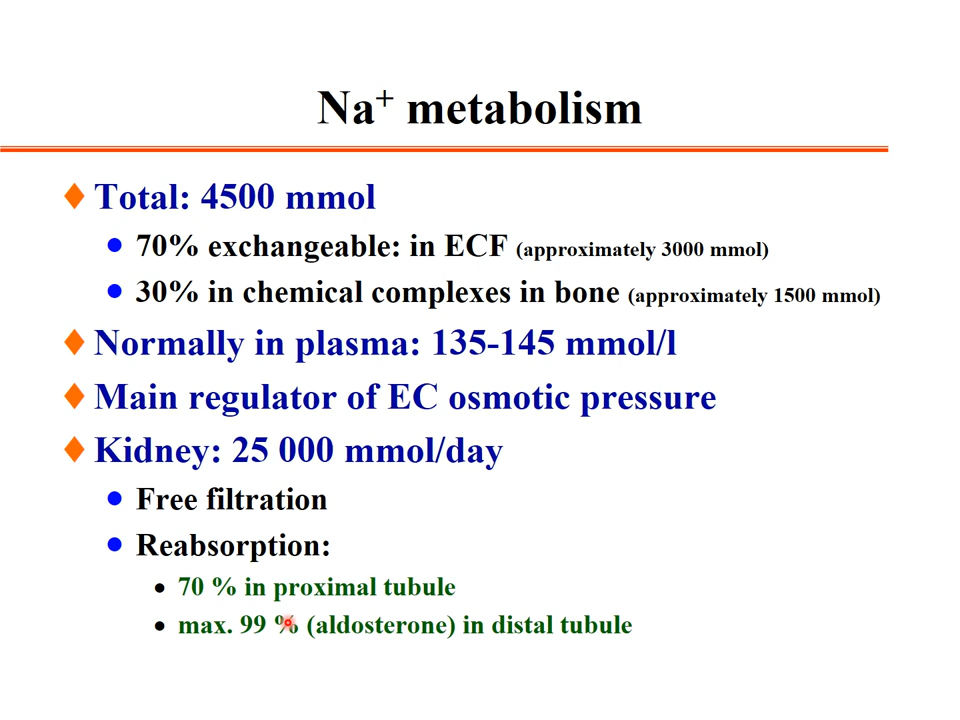 Na+ metabolism
Total: 4500 mmol
70% exchangeable: in ECF (approximately 3000 mmol)
30% in chemical complexes in bone (approximately 1500 mmol)
Normally in plasma: 135-145 mmol/l
Main regulator of EC osmotic pressure
Kidney: 25 000 mmol/day
Free filtration
Reabsorption:
70 % in proximal tubule
max. 99 % (aldosterone) in distal tubule